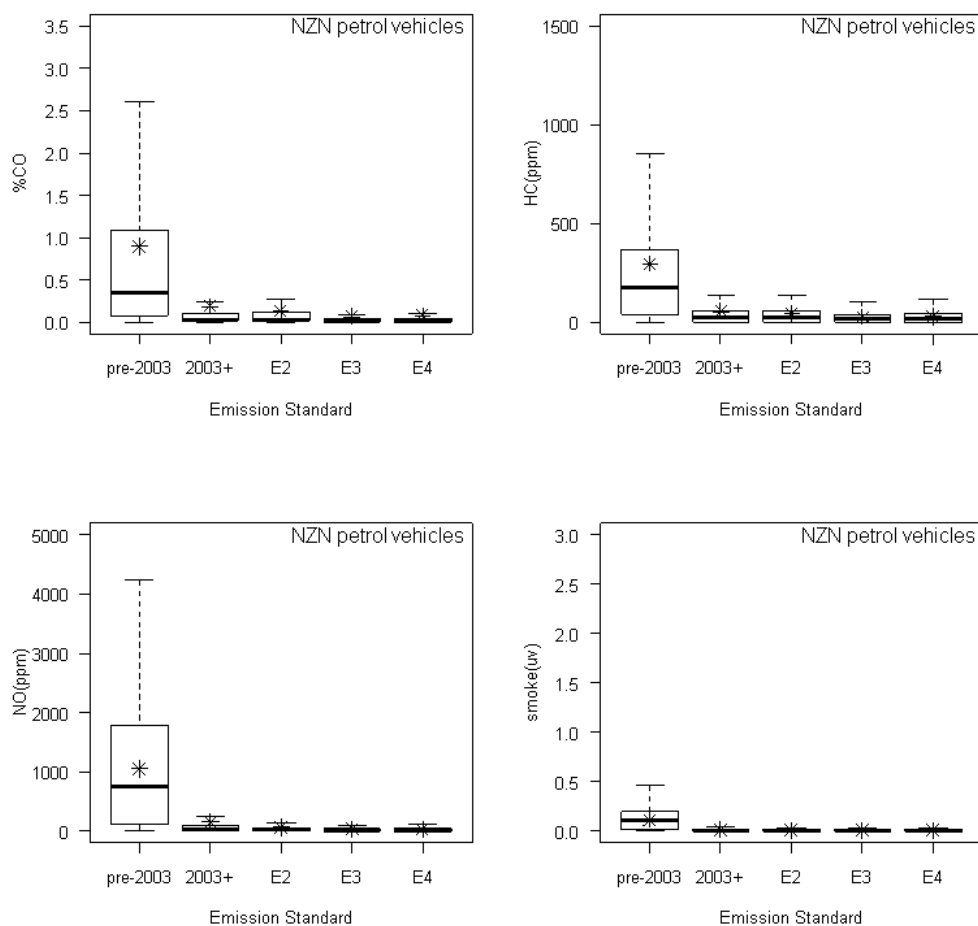 NZN petrol vehicles
%CO
3.5
3.0
2.5
2.0
1.5
1.0
0.5
0.0
pre-2003 2003+ E2 E3 E4
Emission Standard
NZN petrol vehicles
HC(ppm)
1500
1000
500
0
pre-2003 2003+ E2 E3 E4
Emission Standard
NZN petrol vehicles
NO(ppm)
5000
4000
3000
2000
1000
0
pre-2003 2003+ E2 E3 E4
Emission Standard
NZN petrol vehicles
smoke(uv)
3.0
2.5
2.0
1.5
1.0
0.5
0.0
pre-2003 2003+ E2 E3 E4
Emission Standard